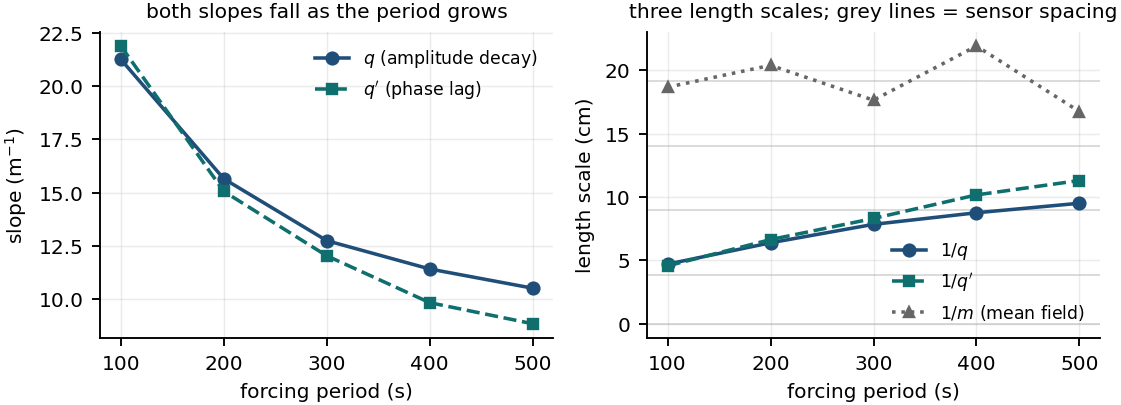 both slopes fall as the period grows
slope (m⁻¹)
22.5
20.0
17.5
15.0
12.5
10.0
q (amplitude decay)
q′ (phase lag)
100 200 300 400 500
forcing period (s)
three length scales; grey lines = sensor spacing
length scale (cm)
20
15
10
5
0
1/q
1/q′
1/m (mean field)
100 200 300 400 500
forcing period (s)